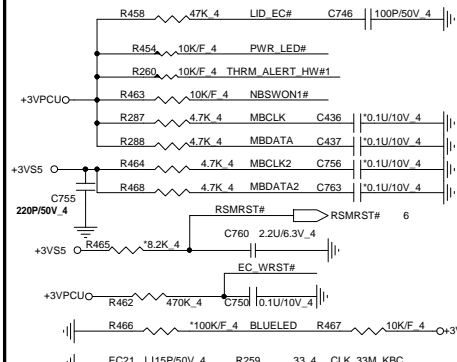 R458 47K_4 LID_EC# C746 100P/50V_4
R454 10K/F_4 PWR_LED#
R260 10K/F_4 THRM_ALERT_HW#1
+3VPCU R463 10K/F_4 NBSWON1#
R287 4.7K_4 MBCLK C436 *0.1U/10V_4
R288 4.7K_4 MBDATA C437 *0.1U/10V_4
+3VS5 R464 4.7K_4 MBCLK2 C756 *0.1U/10V_4
R468 4.7K_4 MBDATA2 C763 *0.1U/10V_4
C755
220P/50V_4
RSMRST# RSMRST# 6
+3VS5 R465 *8.2K_4 C760 2.2U/6.3V_4
EC_WRST#
+3VPCU R462 470K_4 C750 0.1U/10V_4
R466 *100K/F_4 BLUELED R467 10K/F_4 +3V
R259 33_4 CLK_33M_KBC